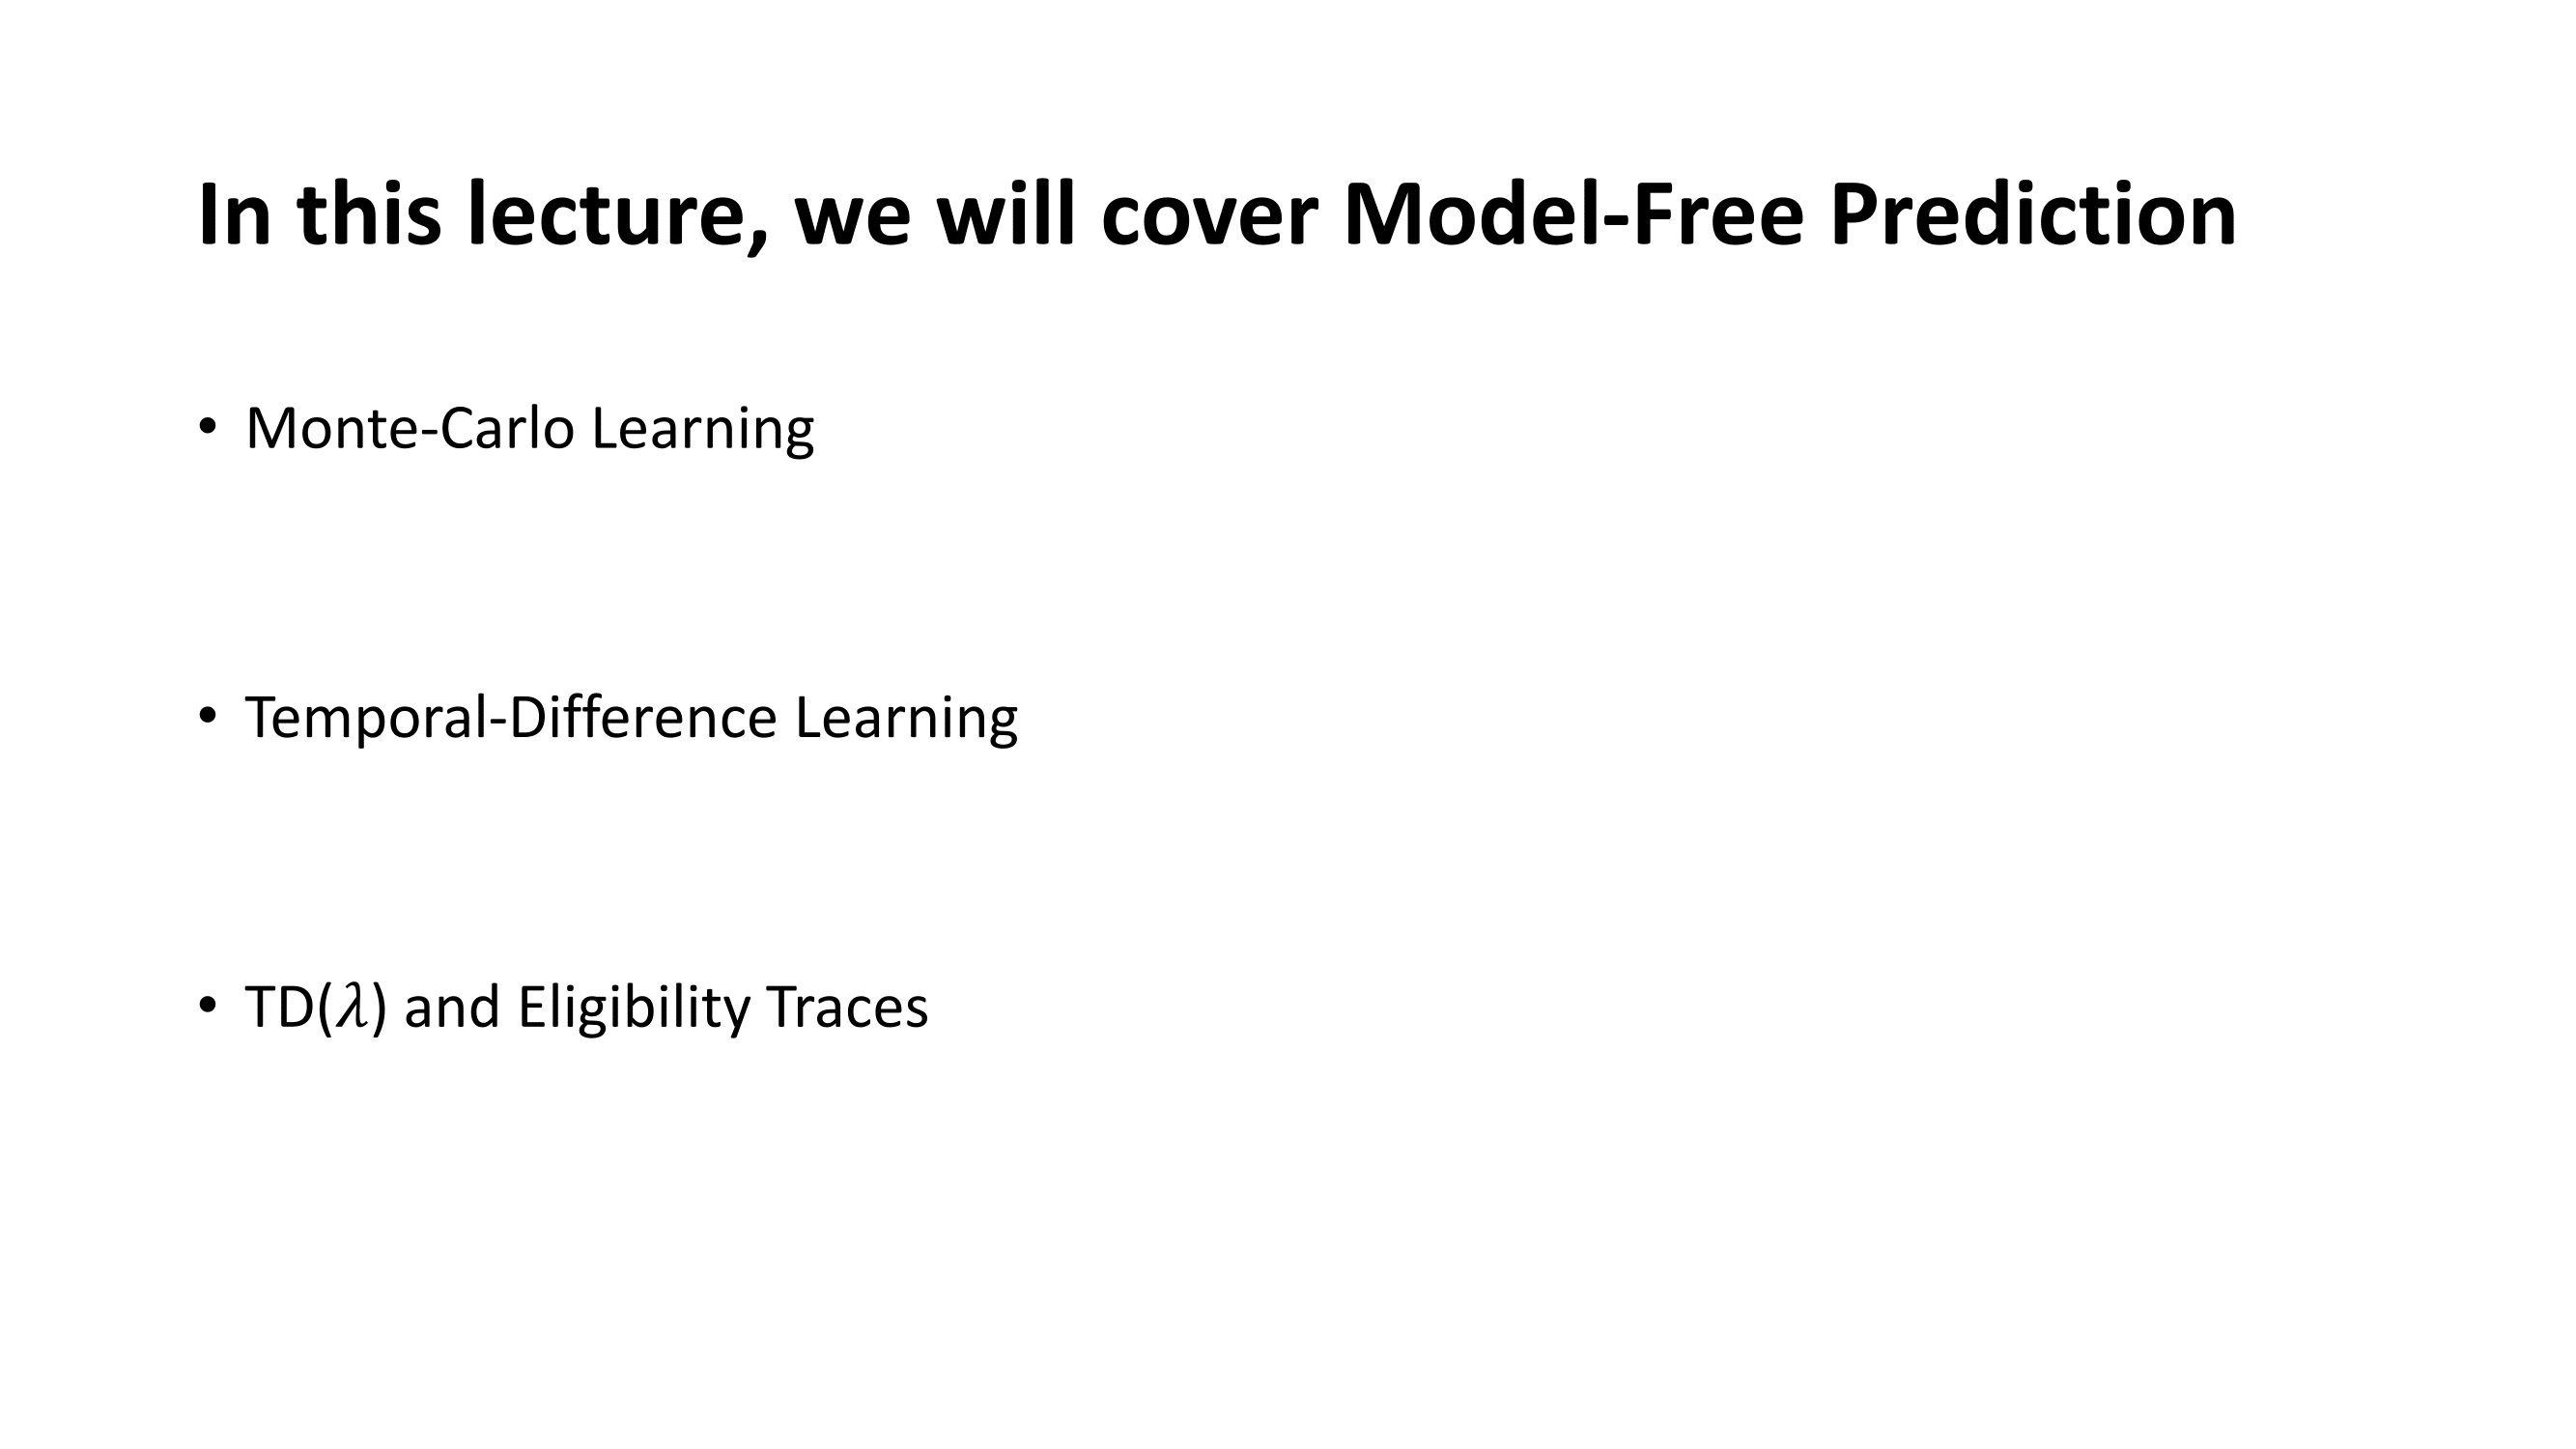 In this lecture, we will cover Model-Free Prediction
• Monte-Carlo Learning
• Temporal-Difference Learning
• TD(𝜆) and Eligibility Traces